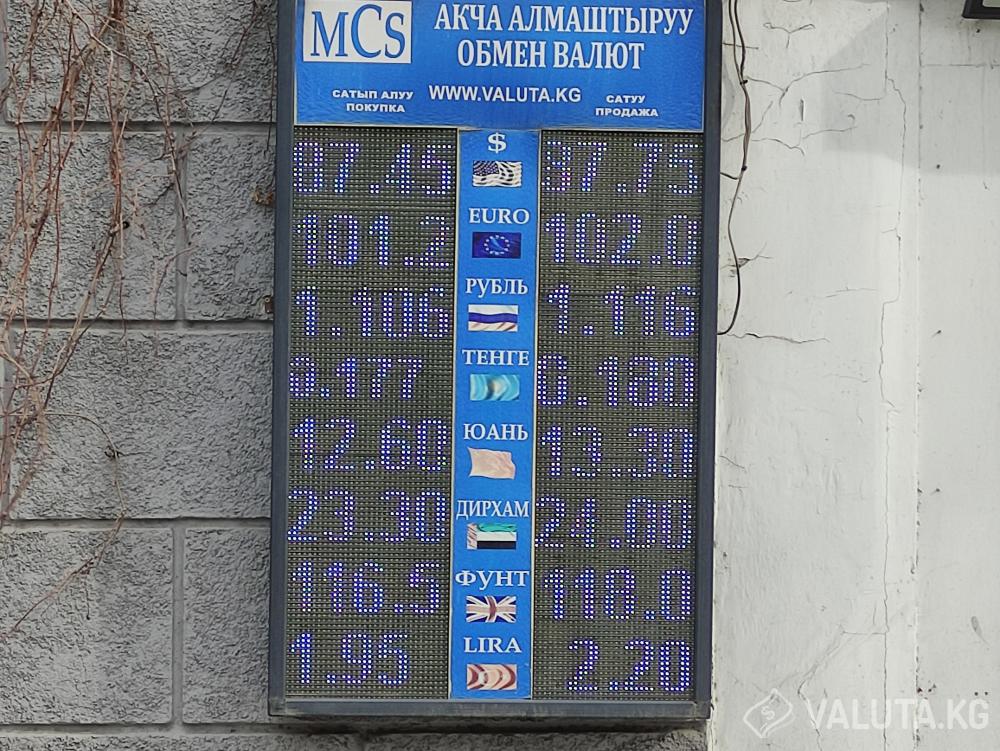 MCS
АКЧА АЛМАШТЫРУУ
ОБМЕН ВАЛЮТ
САТЫП АЛУУ
ПОКУПКА
WWW.VALUTA.KG
САТУУ
ПРОДАЖА
87.45 $ 87.75
101.2 EURO 102.0
1.106 РУБЛЬ 1.116
0.177 ТЕНГЕ 0.180
12.60 ЮАНЬ 13.30
23.30 ДИРХАМ 24.00
116.5 ФУНТ 118.0
1.95 LIRA 2.20
VALUTA.KG